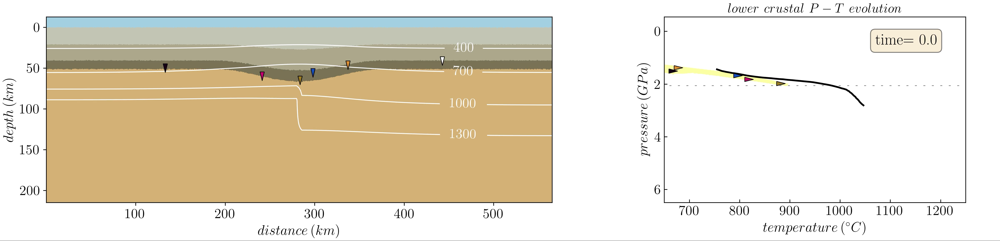 lower crustal P − T evolution
time= 0.0
depth (km)
0
50
100
150
200
400
700
1000
1300
100 200 300 400 500
distance (km)
pressure (GPa)
0
2
4
6
700 800 900 1000 1100 1200
temperature (°C)